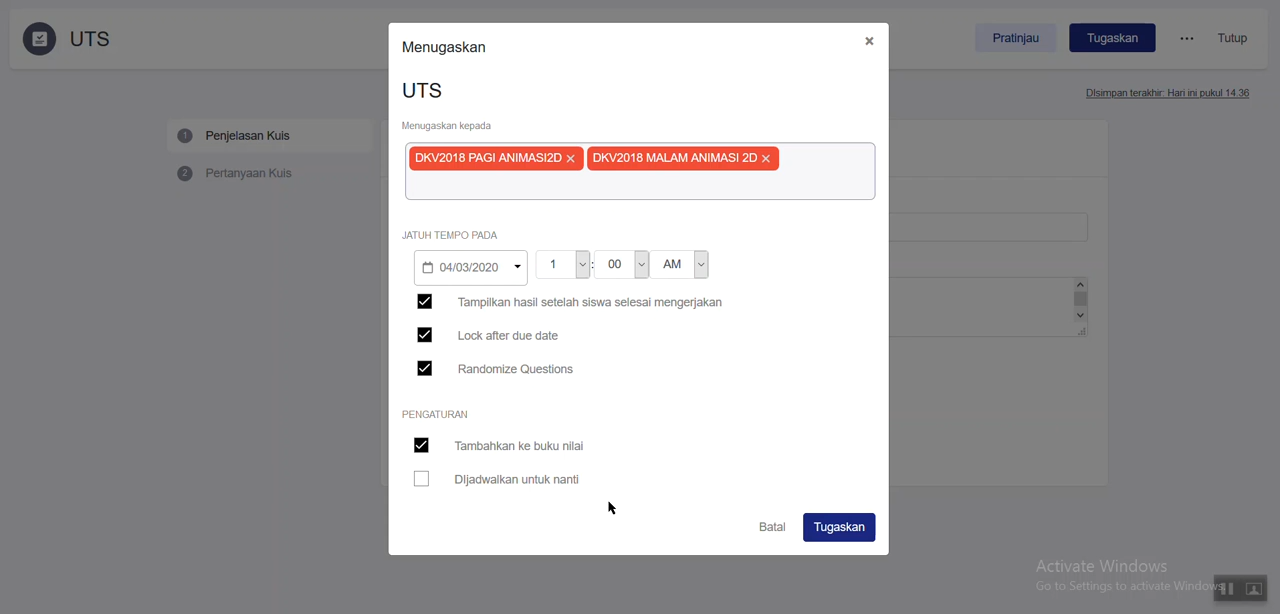 UTS
Pratinjau
Tugaskan
Tutup
DIsimpan terakhir: Hari ini pukul 14.36
1 Penjelasan Kuis
2 Pertanyaan Kuis
Menugaskan
UTS
Menugaskan kepada
DKV2018 PAGI ANIMASI2D
DKV2018 MALAM ANIMASI 2D
JATUH TEMPO PADA
04/03/2020 1 : 00 AM
Tampilkan hasil setelah siswa selesai mengerjakan
Lock after due date
Randomize Questions
PENGATURAN
Tambahkan ke buku nilai
DIjadwalkan untuk nanti
Batal
Tugaskan
Activate Windows
Go to Settings to activate Windows.